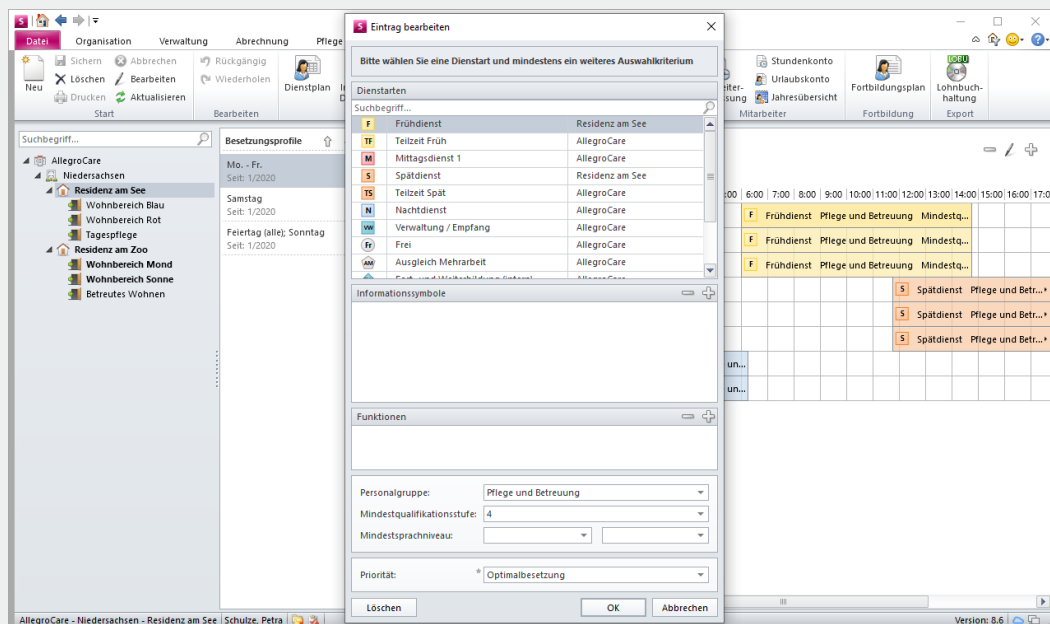 S
Datei Organisation Verwaltung Abrechnung Pflege
Neu
Sichern Abbrechen
Löschen Bearbeiten
Drucken Aktualisieren
Start
Rückgängig
Wiederholen
Bearbeiten
Dienstplan
Stundenkonto
Urlaubskonto
Jahresübersicht
Mitarbeiter
Fortbildungsplan
Fortbildung
LOBU
Lohnbuch-
haltung
Export
Suchbegriff...
AllegroCare
Niedersachsen
Residenz am See
Wohnbereich Blau
Wohnbereich Rot
Tagespflege
Residenz am Zoo
Wohnbereich Mond
Wohnbereich Sonne
Betreutes Wohnen
Besetzungsprofile
Mo. - Fr.
Seit: 1/2020
Samstag
Seit: 1/2020
Feiertag (alle); Sonntag
Seit: 1/2020
S Eintrag bearbeiten
Bitte wählen Sie eine Dienstart und mindestens ein weiteres Auswahlkriterium
Dienstarten
Suchbegriff...
F Frühdienst Residenz am See
TF Teilzeit Früh AllegroCare
M Mittagsdienst 1 AllegroCare
S Spätdienst Residenz am See
TS Teilzeit Spät AllegroCare
N Nachtdienst AllegroCare
VW Verwaltung / Empfang AllegroCare
Fr Frei AllegroCare
AM Ausgleich Mehrarbeit AllegroCare
Informationssymbole
Funktionen
Personalgruppe: Pflege und Betreuung
Mindestqualifikationsstufe: 4
Mindestsprachniveau:
Priorität: * Optimalbesetzung
Löschen OK Abbrechen
:00 6:00 7:00 8:00 9:00 10:00 11:00 12:00 13:00 14:00 15:00 16:00 17:0
F Frühdienst Pflege und Betreuung Mindestq...
F Frühdienst Pflege und Betreuung Mindestq...
F Frühdienst Pflege und Betreuung Mindestq...
S Spätdienst Pflege und Betr...
S Spätdienst Pflege und Betr...
S Spätdienst Pflege und Betr...
un...
un...
AllegroCare - Niedersachsen - Residenz am See Schulze, Petra
Version: 8.6